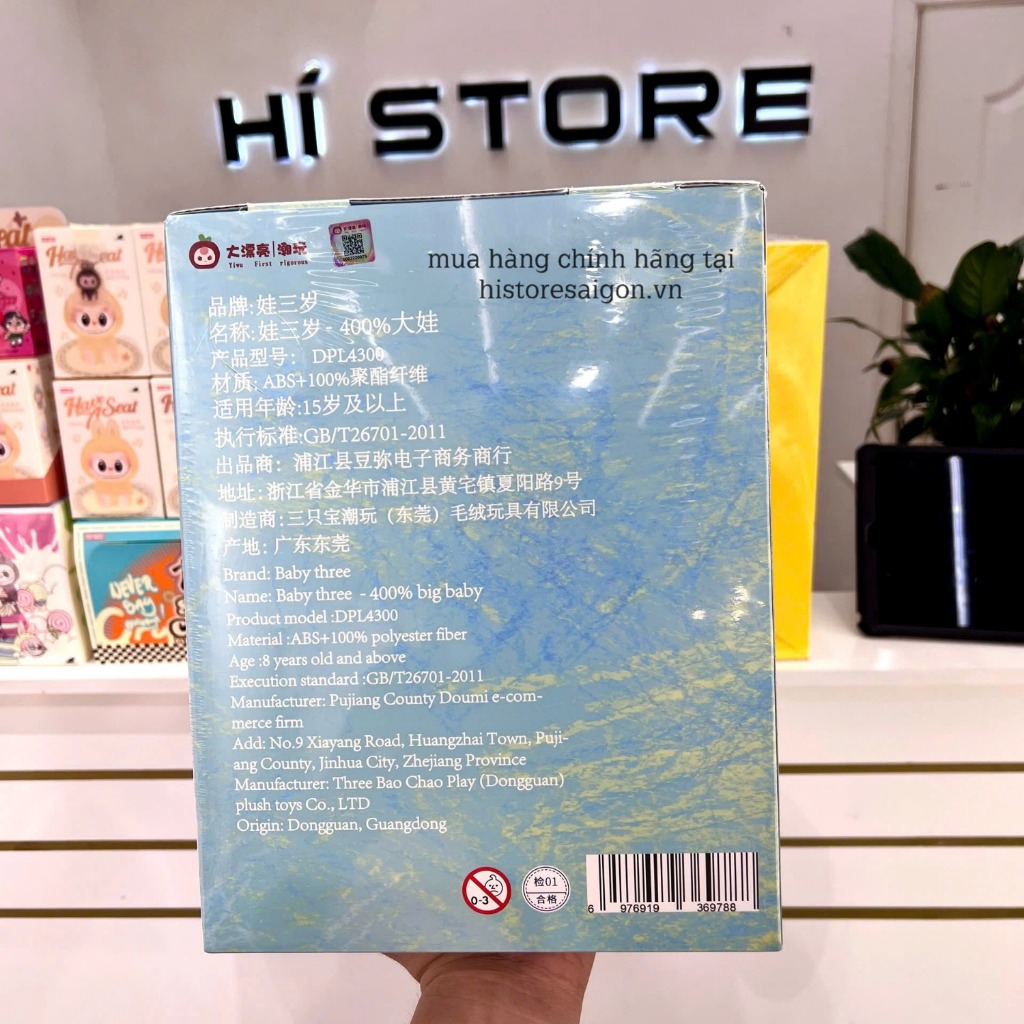 HÍ STORE
大漂亮|潮玩
Yiwu First rigorous
mua hàng chính hãng tại
historesaigon.vn
品牌:娃三岁
名称:娃三岁 - 400%大娃
产品型号: DPL4300
材质: ABS+100%聚酯纤维
适用年龄:15岁及以上
执行标准:GB/T26701-2011
出品商: 浦江县豆弥电子商务商行
地址: 浙江省金华市浦江县黄宅镇夏阳路9号
制造商:三只宝潮玩（东莞）毛绒玩具有限公司
产地: 广东东莞
Brand: Baby three
Name: Baby three - 400% big baby
Product model :DPL4300
Material :ABS+100% polyester fiber
Age :8 years old and above
Execution standard :GB/T26701-2011
Manufacturer: Pujiang County Doumi e-com-
merce firm
Add: No.9 Xiayang Road, Huangzhai Town, Puji-
ang County, Jinhua City, Zhejiang Province
Manufacturer: Three Bao Chao Play (Dongguan)
plush toys Co., LTD
Origin: Dongguan, Guangdong
0-3
检01
合格
6 976919 369788
Have A Seat
NEVER